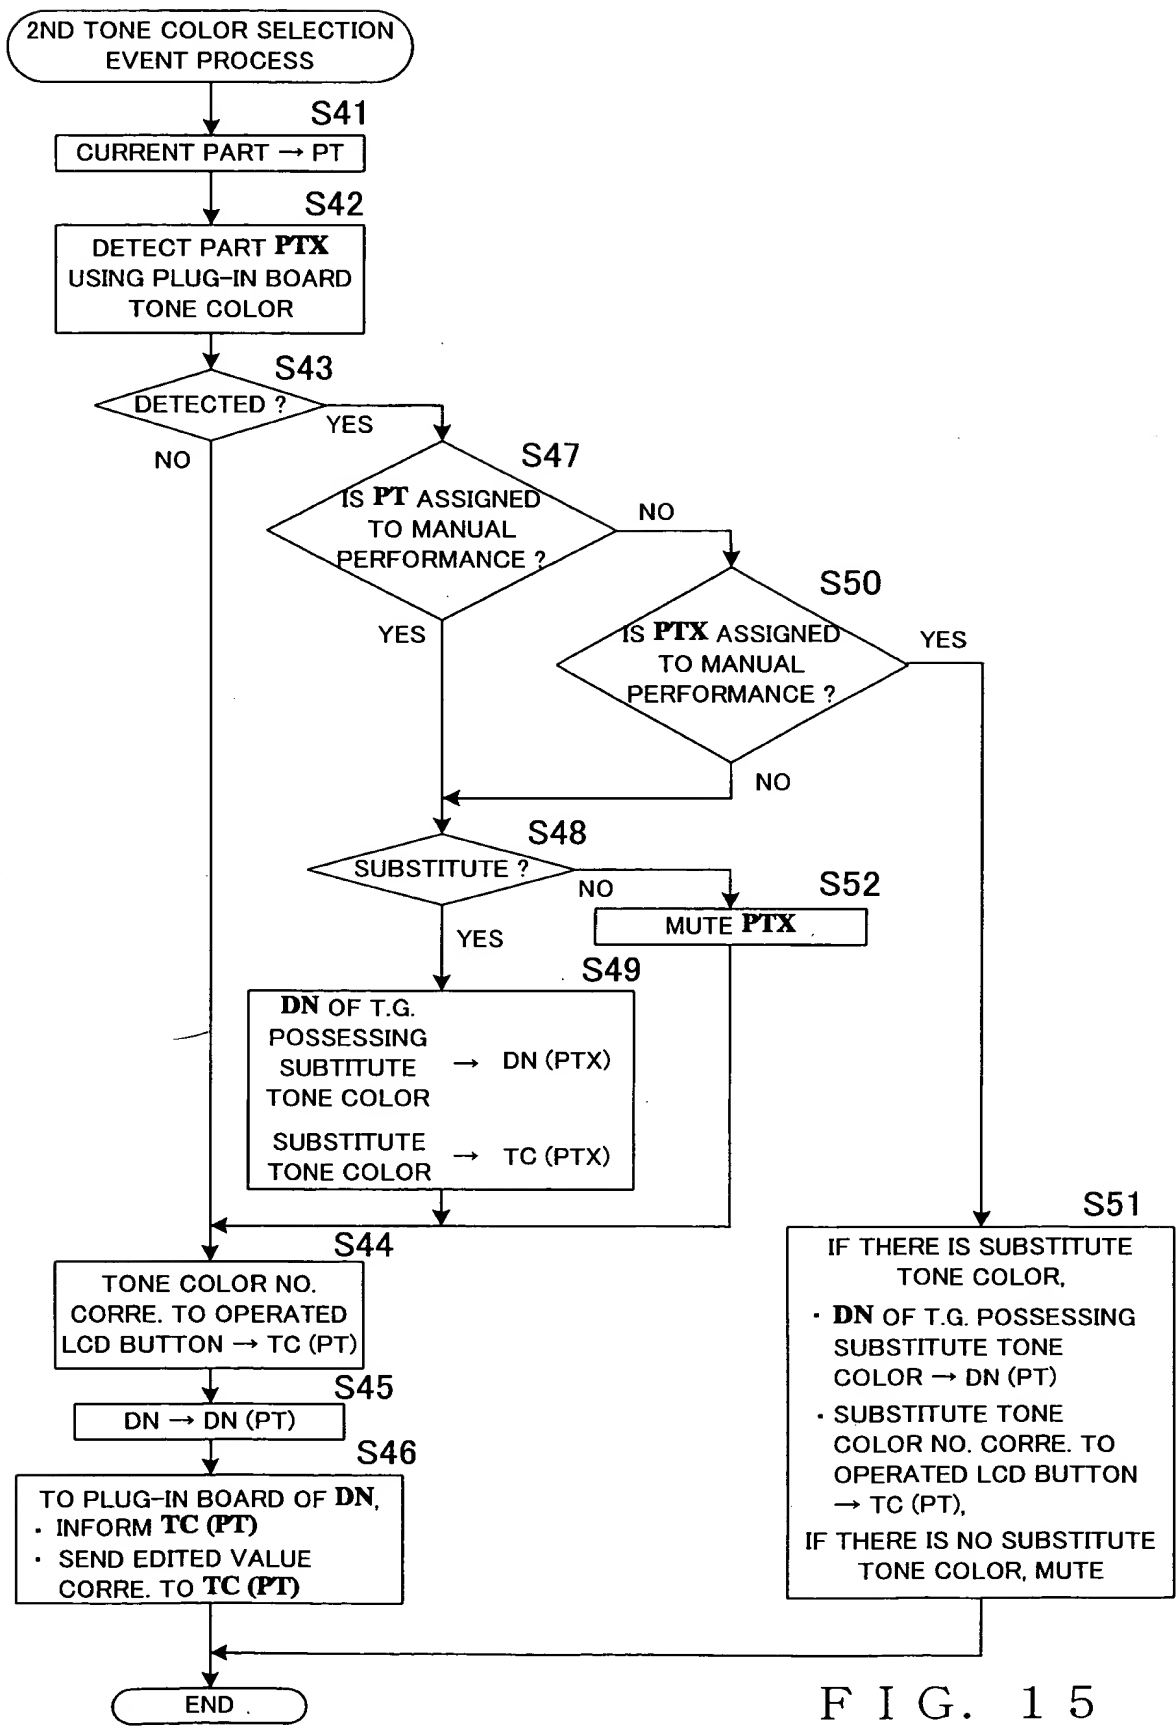 2ND TONE COLOR SELECTION
EVENT PROCESS
S41
CURRENT PART → PT
S42
DETECT PART PTX
USING PLUG-IN BOARD
TONE COLOR
S43
DETECTED ?
YES
NO
S47
IS PT ASSIGNED
TO MANUAL
PERFORMANCE ?
NO
YES
S50
IS PTX ASSIGNED
TO MANUAL
PERFORMANCE ?
YES
NO
S48
SUBSTITUTE ?
NO
YES
S52
MUTE PTX
S49
DN OF T.G.
POSSESSING
SUBTITUTE
TONE COLOR
→ DN (PTX)
SUBSTITUTE
TONE COLOR
→ TC (PTX)
S44
TONE COLOR NO.
CORRE. TO OPERATED
LCD BUTTON → TC (PT)
S45
DN → DN (PT)
S46
TO PLUG-IN BOARD OF DN,
· INFORM TC (PT)
· SEND EDITED VALUE
CORRE. TO TC (PT)
S51
IF THERE IS SUBSTITUTE
TONE COLOR,
· DN OF T.G. POSSESSING
SUBSTITUTE TONE
COLOR → DN (PT)
· SUBSTITUTE TONE
COLOR NO. CORRE. TO
OPERATED LCD BUTTON
→ TC (PT),
IF THERE IS NO SUBSTITUTE
TONE COLOR, MUTE
END
FIG. 15